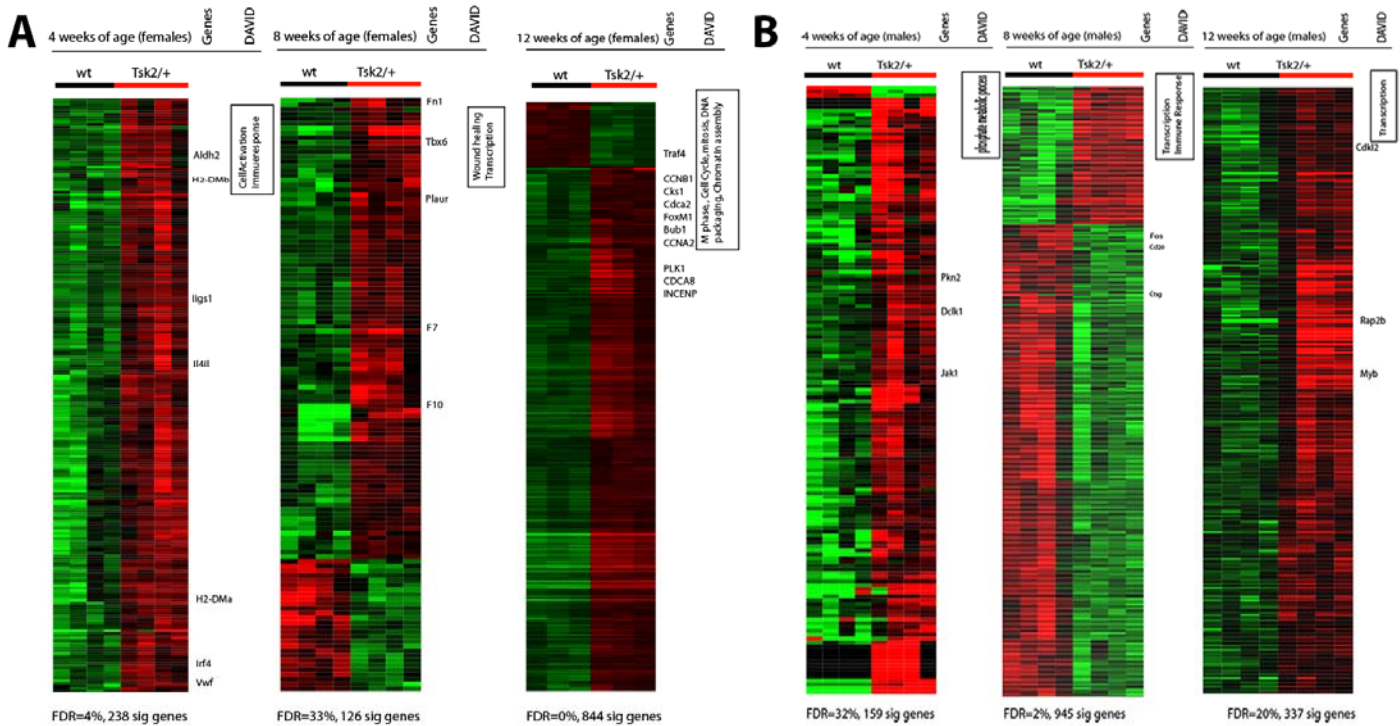 A
4 weeks of age (females)
Genes
DAVID
wt
Tsk2/+
Aldh2
H2-DMb
CellActivation
Immueresponse
Iigs1
Il4il
H2-DMa
Irf4
Vwf
FDR=4%, 238 sig genes
8 weeks of age (females)
Genes
DAVID
wt
Tsk2/+
Fn1
Tbx6
Plaur
Wound healing
Transcription
F7
F10
FDR=33%, 126 sig genes
12 weeks of age (females)
Genes
DAVID
wt
Tsk2/+
Traf4
CCNB1
Cks1
Cdca2
FoxM1
Bub1
CCNA2
PLK1
CDCA8
INCENP
M phase,, Cell Cycle, mitosis, DNA
packaging, Chromatin assembly
FDR=0%, 844 sig genes
B
4 weeks of age (males)
Genes
DAVID
wt
Tsk2/+
phosphate metabolic process
Pkn2
Dclk1
Jak1
FDR=32%, 159 sig genes
8 weeks of age (males)
Genes
DAVID
wt
Tsk2/+
Transcription
Immune Response
Fos
FDR=2%, 945 sig genes
12 weeks of age (males)
Genes
DAVID
wt
Tsk2/+
Transcription
Cdkl2
Rap2b
Myb
FDR=20%, 337 sig genes